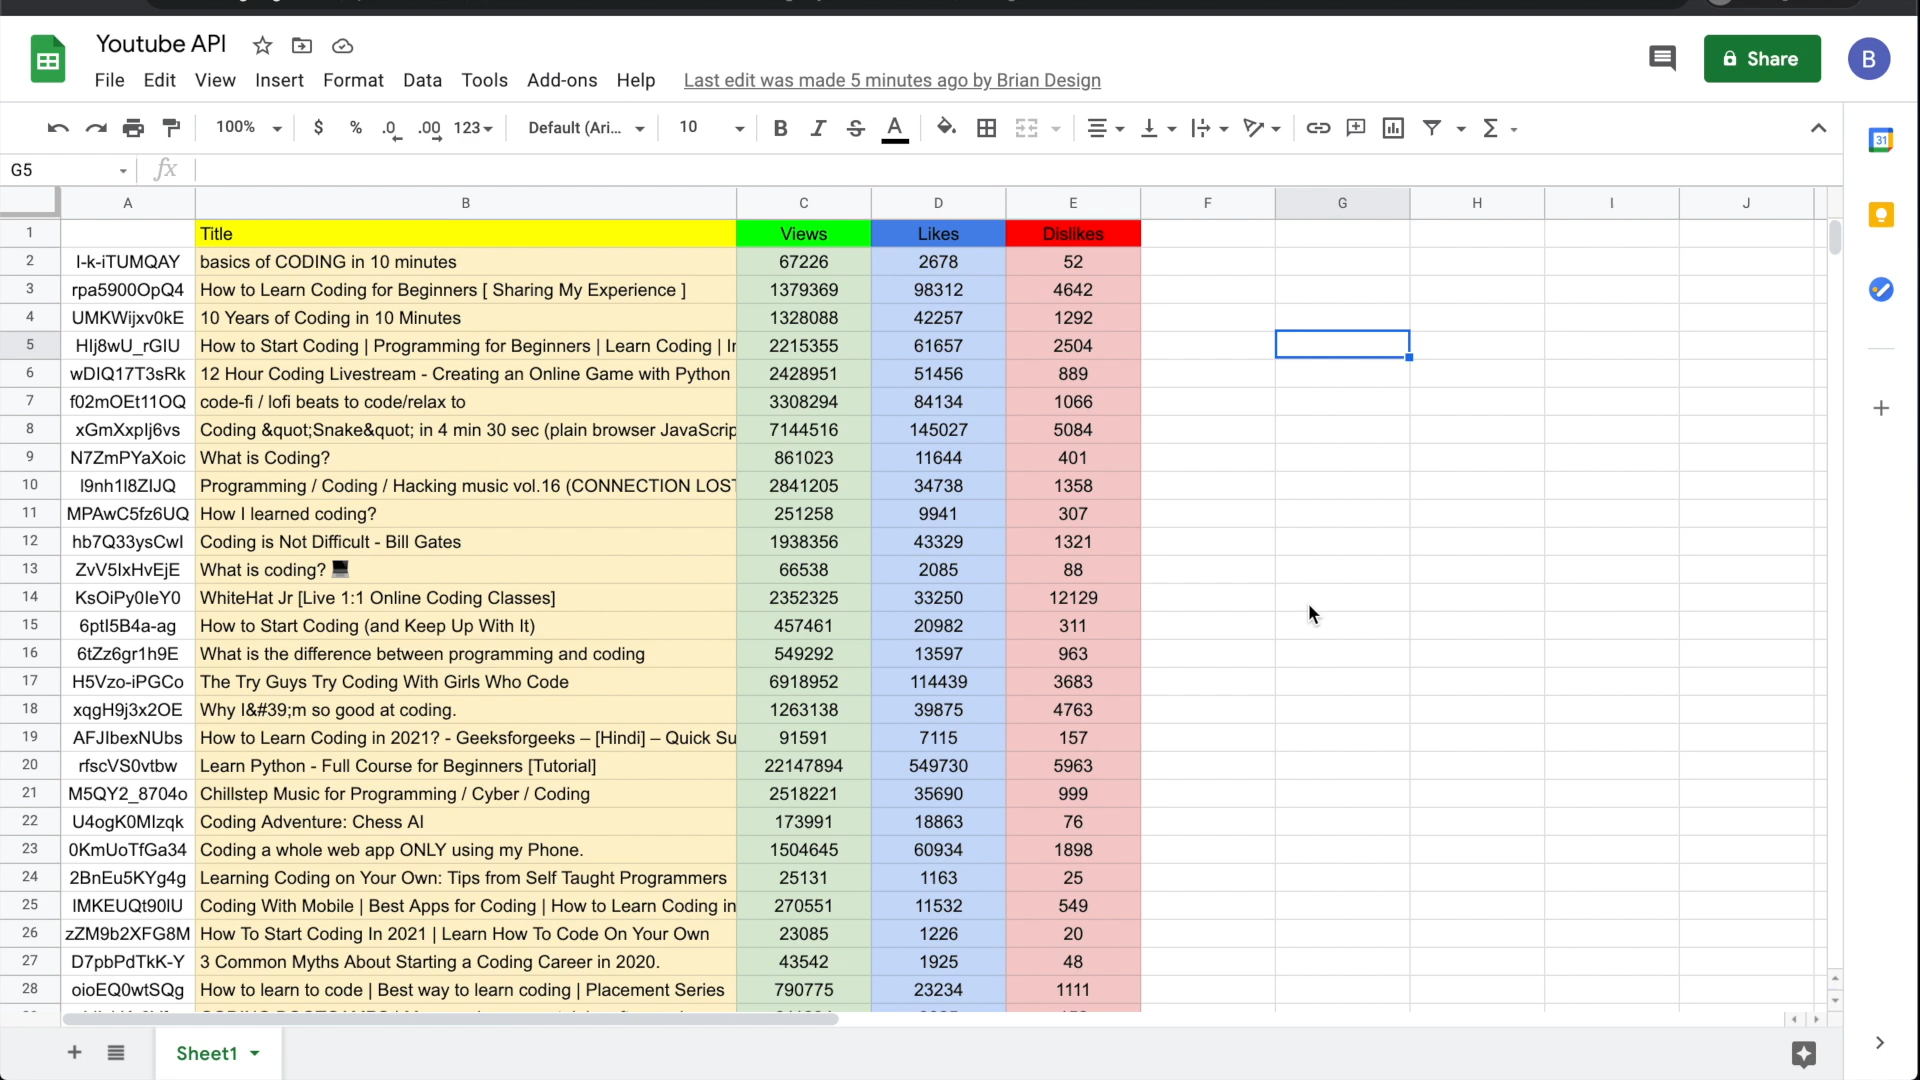 Youtube API
File Edit View Insert Format Data Tools Add-ons Help Last edit was made 5 minutes ago by Brian Design
Share B
100% $ % .0 .00 123 Default (Ari... 10 B I S A Σ
31
G5 fx
A B C D E F G H I J
1 Title Views Likes Dislikes
2 I-k-iTUMQAY basics of CODING in 10 minutes 67226 2678 52
3 rpa5900OpQ4 How to Learn Coding for Beginners [ Sharing My Experience ] 1379369 98312 4642
4 UMKWijxv0kE 10 Years of Coding in 10 Minutes 1328088 42257 1292
5 HIj8wU_rGIU How to Start Coding | Programming for Beginners | Learn Coding | Ir 2215355 61657 2504
6 wDIQ17T3sRk 12 Hour Coding Livestream - Creating an Online Game with Python 2428951 51456 889
7 f02mOEt11OQ code-fi / lofi beats to code/relax to 3308294 84134 1066
8 xGmXxpIj6vs Coding &quot;Snake&quot; in 4 min 30 sec (plain browser JavaScrip 7144516 145027 5084
9 N7ZmPYaXoic What is Coding? 861023 11644 401
10 l9nh1l8ZIJQ Programming / Coding / Hacking music vol.16 (CONNECTION LOST 2841205 34738 1358
11 MPAwC5fz6UQ How I learned coding? 251258 9941 307
12 hb7Q33ysCwI Coding is Not Difficult - Bill Gates 1938356 43329 1321
13 ZvV5IxHvEjE What is coding? 💻 66538 2085 88
14 KsOiPy0IeY0 WhiteHat Jr [Live 1:1 Online Coding Classes] 2352325 33250 12129
15 6ptI5B4a-ag How to Start Coding (and Keep Up With It) 457461 20982 311
16 6tZz6gr1h9E What is the difference between programming and coding 549292 13597 963
17 H5Vzo-iPGCo The Try Guys Try Coding With Girls Who Code 6918952 114439 3683
18 xqgH9j3x2OE Why I&#39;m so good at coding. 1263138 39875 4763
19 AFJIbexNUbs How to Learn Coding in 2021? - Geeksforgeeks – [Hindi] – Quick Su 91591 7115 157
20 rfscVS0vtbw Learn Python - Full Course for Beginners [Tutorial] 22147894 549730 5963
21 M5QY2_8704o Chillstep Music for Programming / Cyber / Coding 2518221 35690 999
22 U4ogK0MIzqk Coding Adventure: Chess AI 173991 18863 76
23 0KmUoTfGa34 Coding a whole web app ONLY using my Phone. 1504645 60934 1898
24 2BnEu5KYg4g Learning Coding on Your Own: Tips from Self Taught Programmers 25131 1163 25
25 IMKEUQt90IU Coding With Mobile | Best Apps for Coding | How to Learn Coding in 270551 11532 549
26 zZM9b2XFG8M How To Start Coding In 2021 | Learn How To Code On Your Own 23085 1226 20
27 D7pbPdTkK-Y 3 Common Myths About Starting a Coding Career in 2020. 43542 1925 48
28 oioEQ0wtSQg How to learn to code | Best way to learn coding | Placement Series 790775 23234 1111
Sheet1